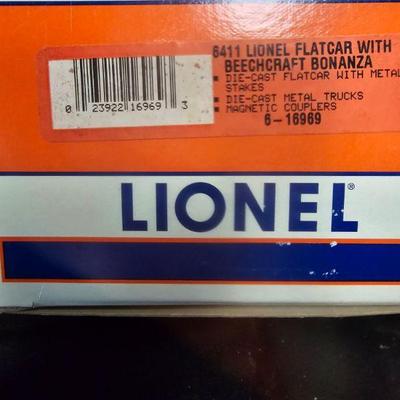 6411 LIONEL FLATCAR WITH
BEECHCRAFT BONANZA
▪ DIE-CAST FLATCAR WITH METAL
STAKES
▪ DIE-CAST METAL TRUCKS
▪ MAGNETIC COUPLERS
6-16969
0 23922 16969 3
LIONEL®